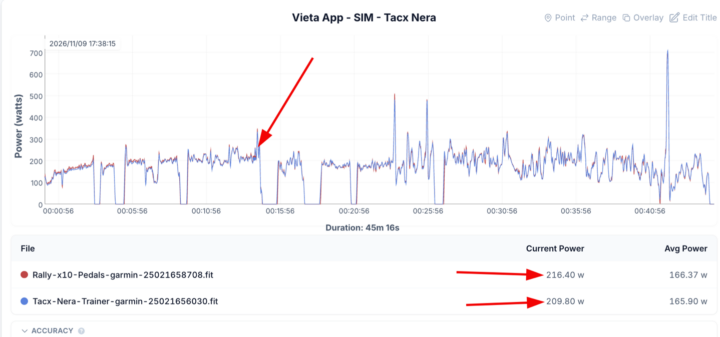 Vieta App - SIM - Tacx Nera
Point Range Overlay Edit Title
2026/11/09 17:38:15
Power (watts)
700
600
500
400
300
200
100
0
00:00:56 00:05:56 00:10:56 00:15:56 00:20:56 00:25:56 00:30:56 00:35:56 00:40:56
Duration: 45m 16s
File Current Power Avg Power
Rally-x10-Pedals-garmin-25021658708.fit 216.40 w 166.37 w
Tacx-Nera-Trainer-garmin-25021656030.fit 209.80 w 165.90 w
ACCURACY